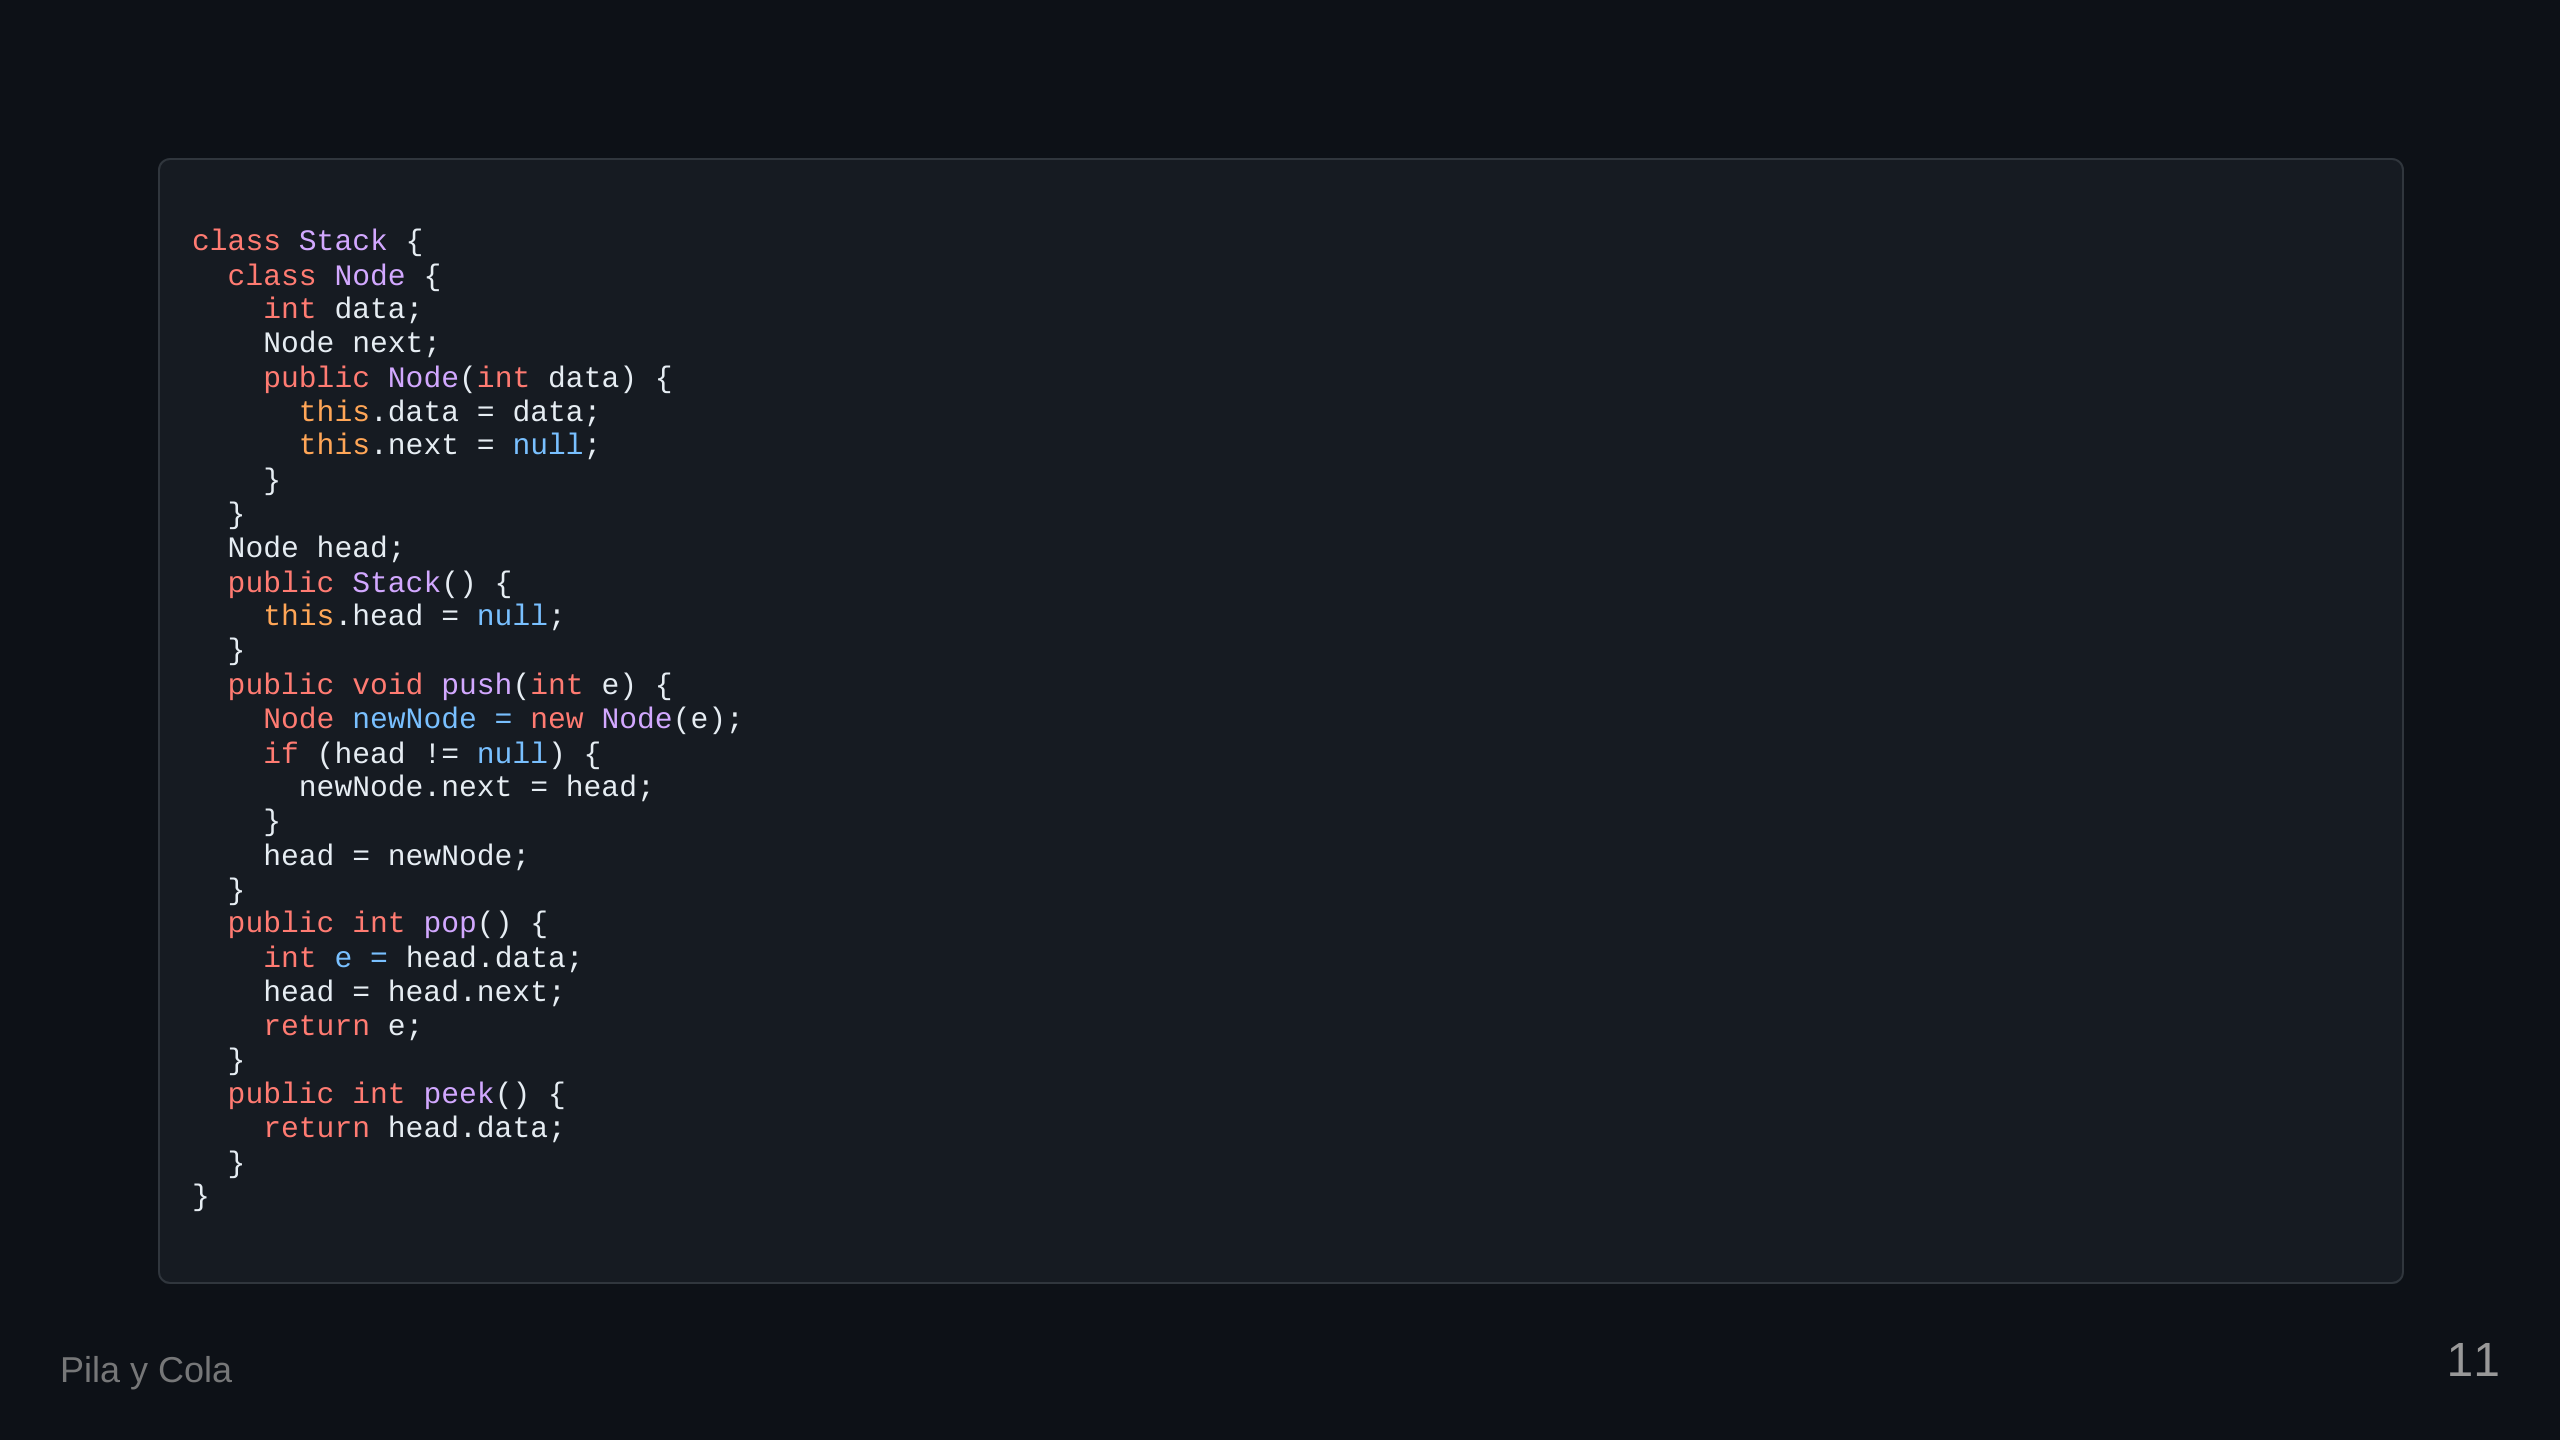 class Stack {
  class Node {
    int data;
    Node next;
    public Node(int data) {
      this.data = data;
      this.next = null;
    }
  }
  Node head;
  public Stack() {
    this.head = null;
  }
  public void push(int e) {
    Node newNode = new Node(e);
    if (head != null) {
      newNode.next = head;
    }
    head = newNode;
  }
  public int pop() {
    int e = head.data;
    head = head.next;
    return e;
  }
  public int peek() {
    return head.data;
  }
}
Pila y Cola
11